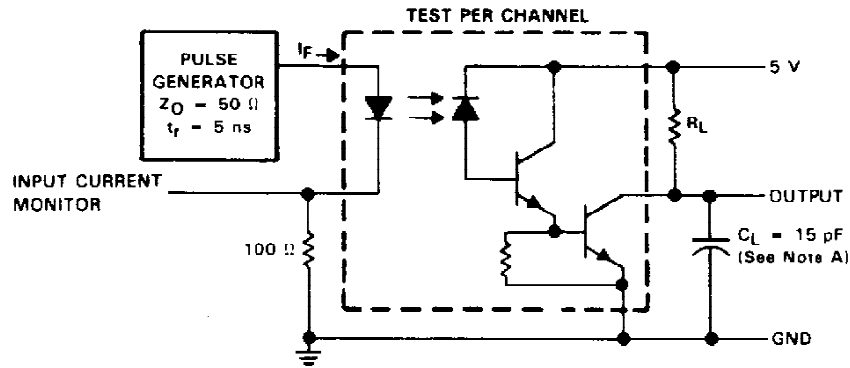 TEST PER CHANNEL
PULSE
GENERATOR
ZO = 50 Ω
tr = 5 ns
IF
5 V
RL
INPUT CURRENT
MONITOR
OUTPUT
100 Ω
CL = 15 pF
(See Note A)
GND